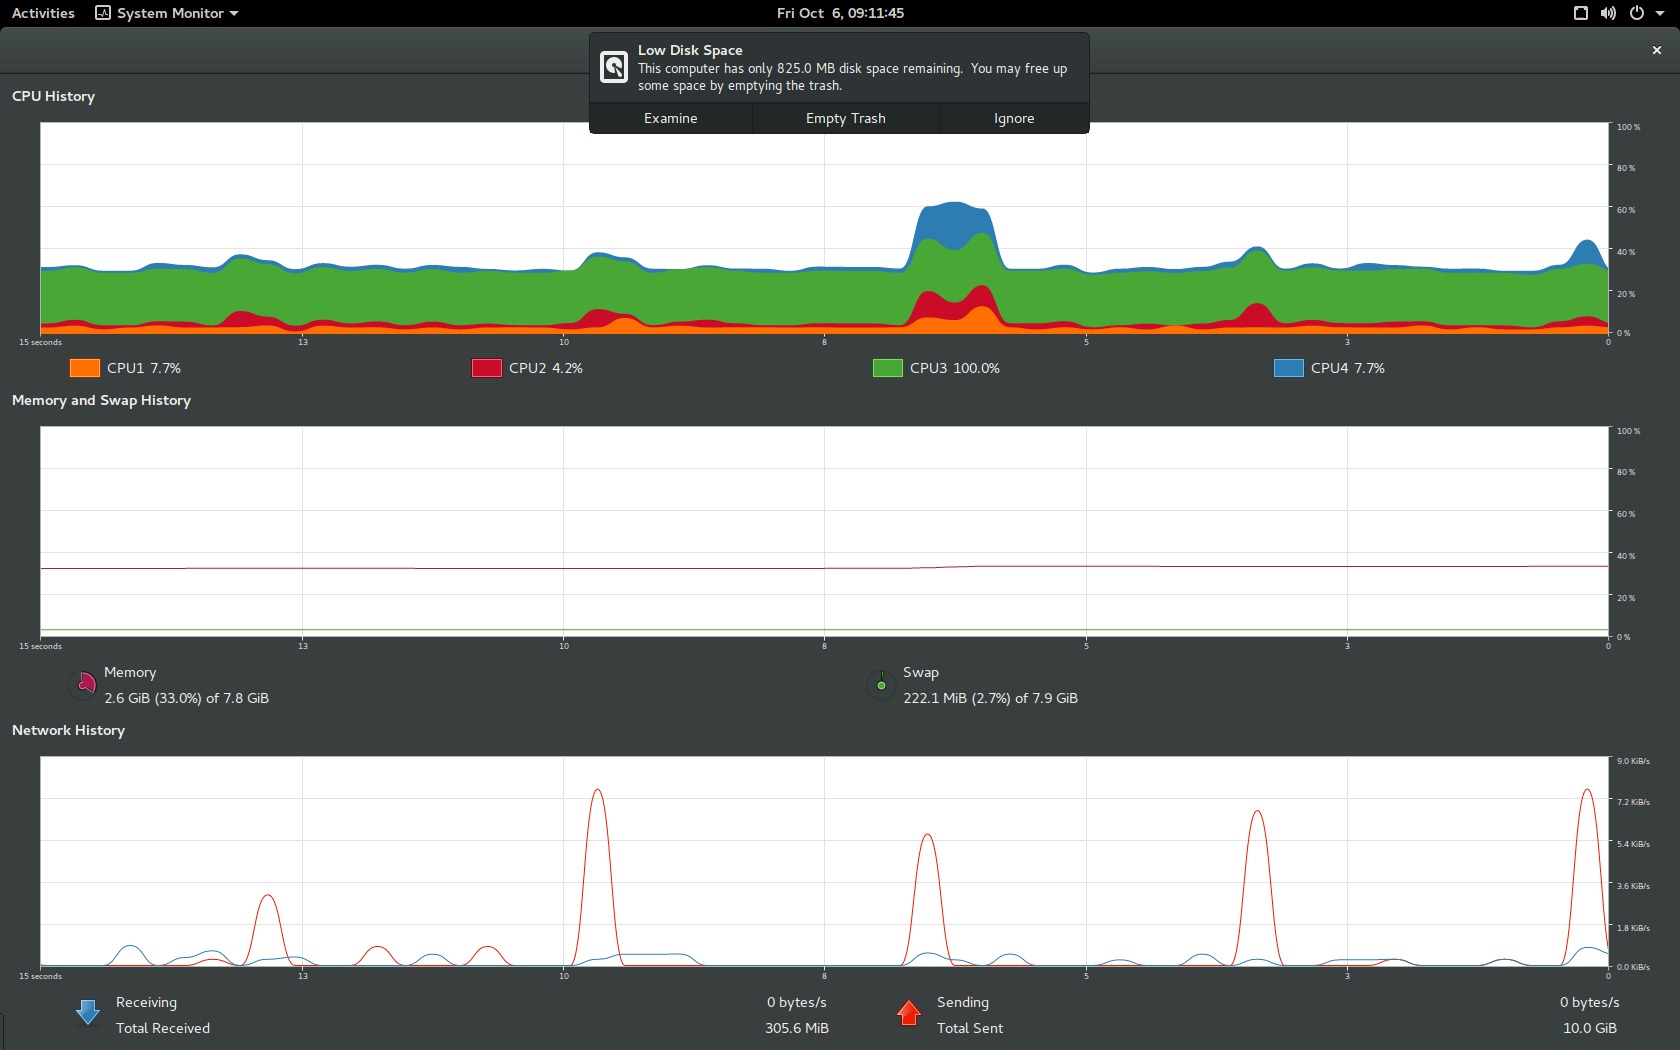 Activities System Monitor Fri Oct 6, 09:11:45
Low Disk Space
This computer has only 825.0 MB disk space remaining. You may free up
some space by emptying the trash.
Examine Empty Trash Ignore
CPU History
100 %
80 %
60 %
40 %
20 %
0 %
15 seconds 13 10 8 5 3 0
CPU1 7.7% CPU2 4.2% CPU3 100.0% CPU4 7.7%
Memory and Swap History
100 %
80 %
60 %
40 %
20 %
0 %
15 seconds 13 10 8 5 3 0
Memory Swap
2.6 GiB (33.0%) of 7.8 GiB 222.1 MiB (2.7%) of 7.9 GiB
Network History
9.0 KiB/s
7.2 KiB/s
5.4 KiB/s
3.6 KiB/s
1.8 KiB/s
0.0 KiB/s
15 seconds 13 10 8 5 3 0
Receiving 0 bytes/s Sending 0 bytes/s
Total Received 305.6 MiB Total Sent 10.0 GiB